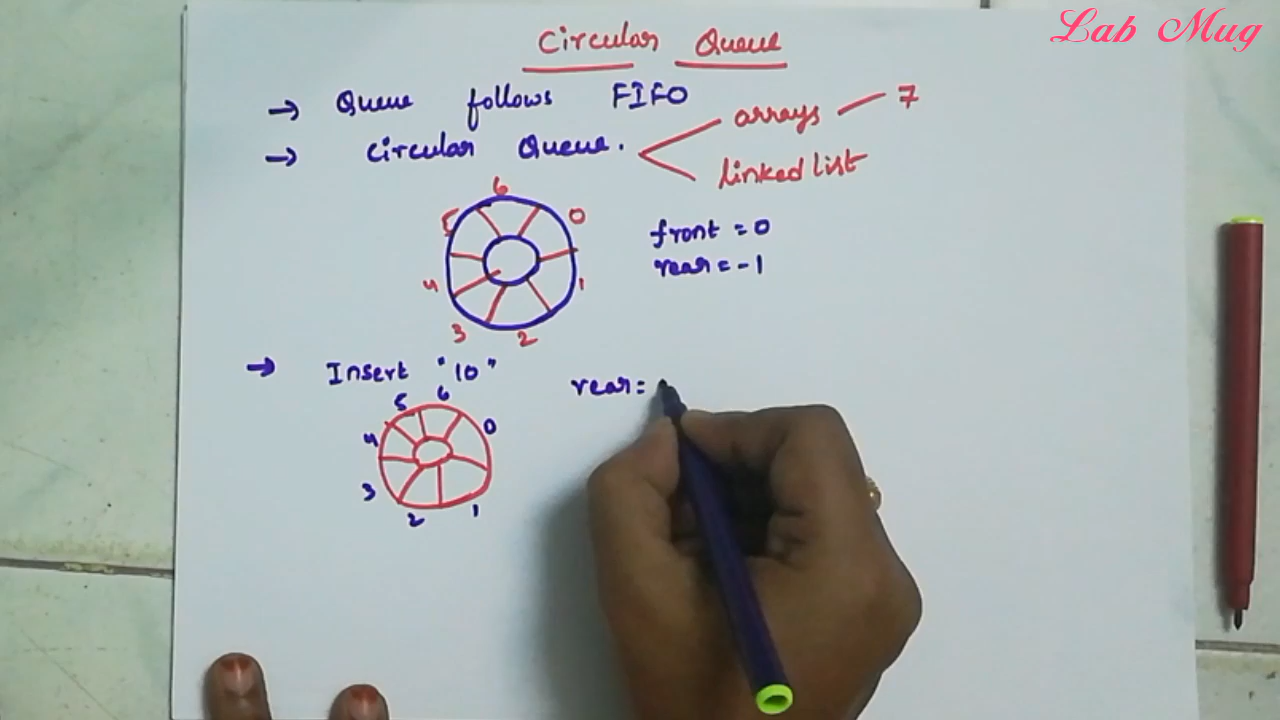 Lab Mug
Circular Queue
→ Queue follows FIFO
→ Circular Queue.
arrays 7
linked list
6
5 0
4 1
3 2
front = 0
rear = -1
→ Insert "10"
rear =
5 6
4 0
3
2 1